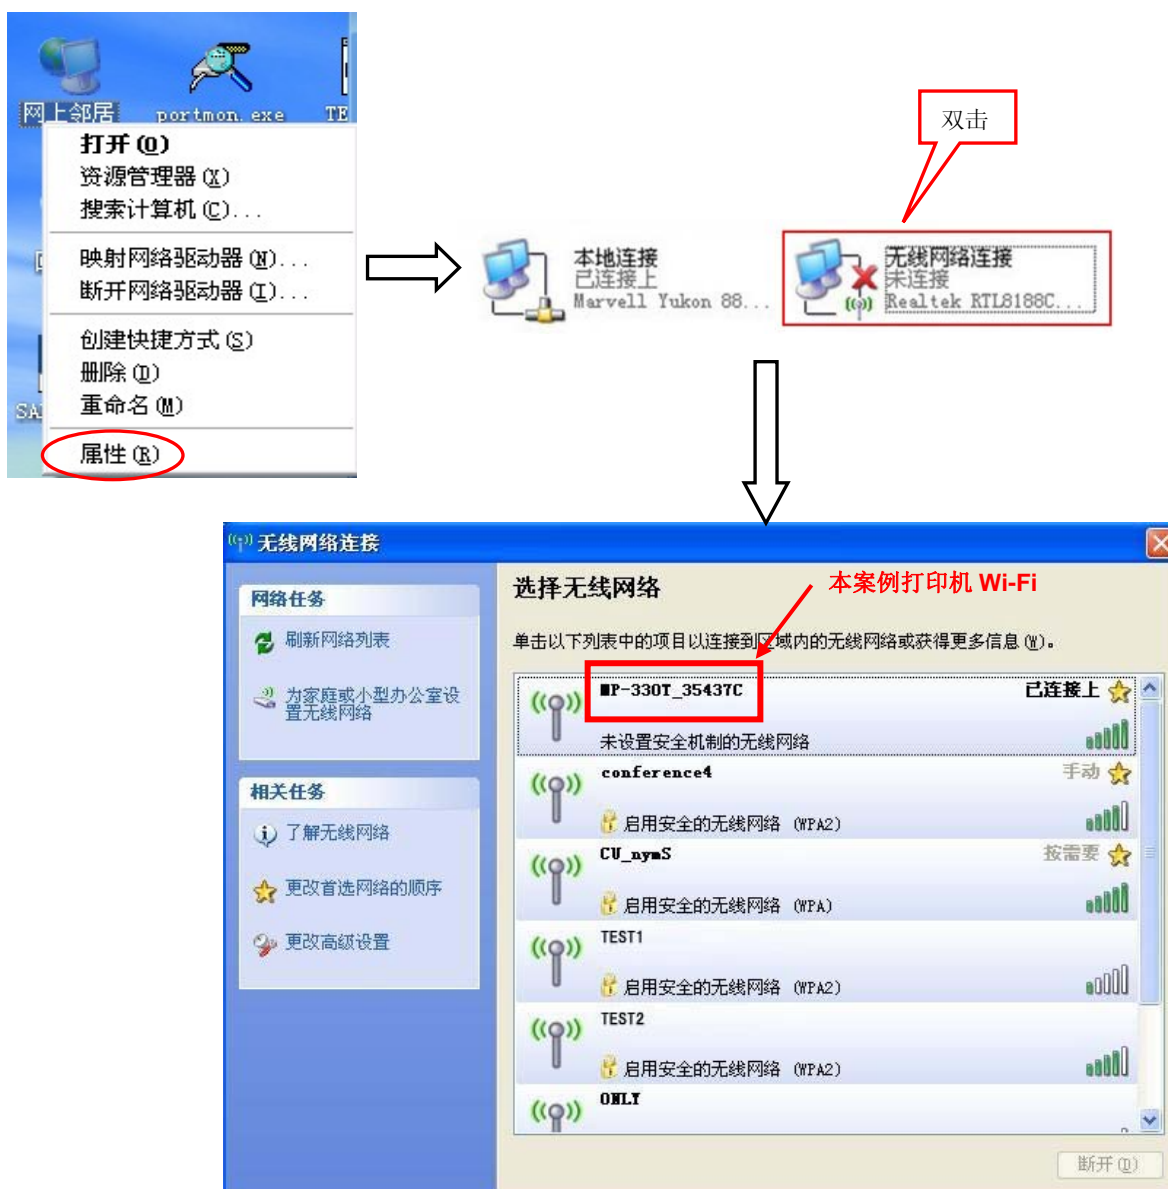 网上邻居
portmon.exe
TE
打开(O)
资源管理器(X)
搜索计算机(C)...
映射网络驱动器(N)...
断开网络驱动器(I)...
创建快捷方式(S)
删除(D)
重命名(M)
SA
属性(R)
双击
本地连接
已连接上
Marvell Yukon 88...
无线网络连接
未连接
Realtek RTL8188C...
无线网络连接
网络任务
刷新网络列表
为家庭或小型办公室设
置无线网络
相关任务
了解无线网络
更改首选网络的顺序
更改高级设置
选择无线网络
本案例打印机 Wi-Fi
单击以下列表中的项目以连接到区域内的无线网络或获得更多信息(W)。
MP-330T_35437C
已连接上
未设置安全机制的无线网络
conference4
手动
启用安全的无线网络 (WPA2)
CU_nymS
按需要
启用安全的无线网络 (WPA)
TEST1
启用安全的无线网络 (WPA2)
TEST2
启用安全的无线网络 (WPA2)
ONLY
断开(D)